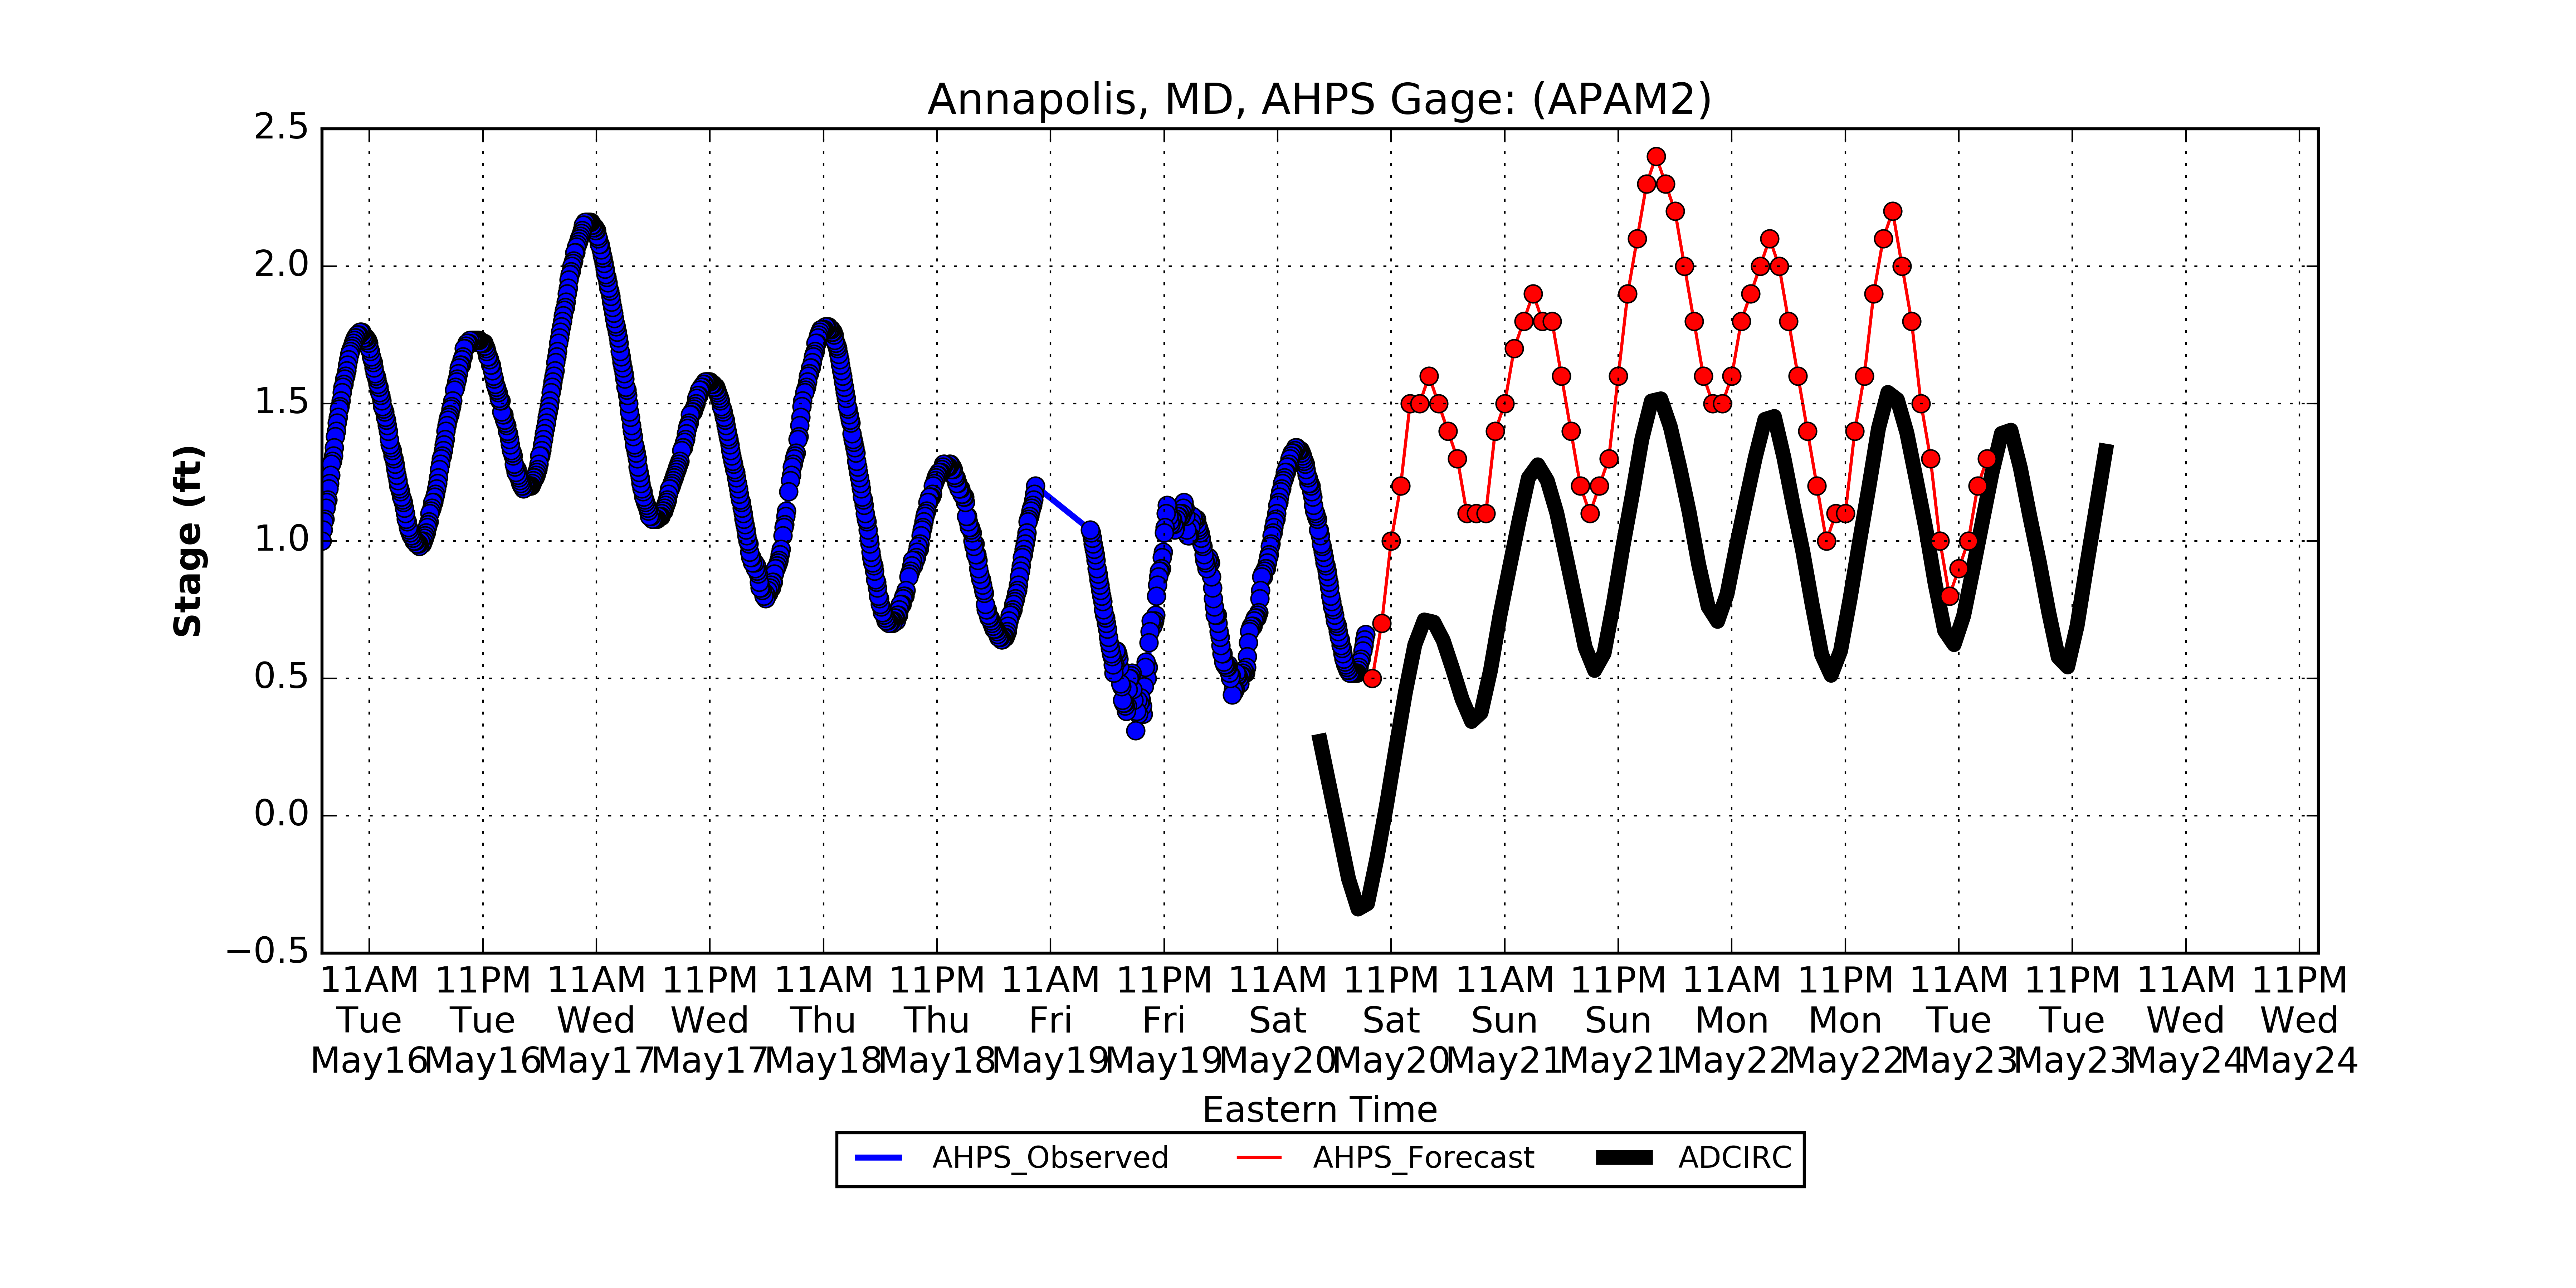 Annapolis, MD, AHPS Gage: (APAM2)
Stage (ft)
2.5
2.0
1.5
1.0
0.5
0.0
−0.5
11AM 11PM 11AM 11PM 11AM 11PM 11AM 11PM 11AM 11PM 11AM 11PM 11AM 11PM 11AM 11PM 11AM 11PM
Tue Tue Wed Wed Thu Thu Fri Fri Sat Sat Sun Sun Mon Mon Tue Tue Wed Wed
May16 May16 May17 May17 May18 May18 May19 May19 May20 May20 May21 May21 May22 May22 May23 May23 May24 May24
Eastern Time
AHPS_Observed AHPS_Forecast ADCIRC